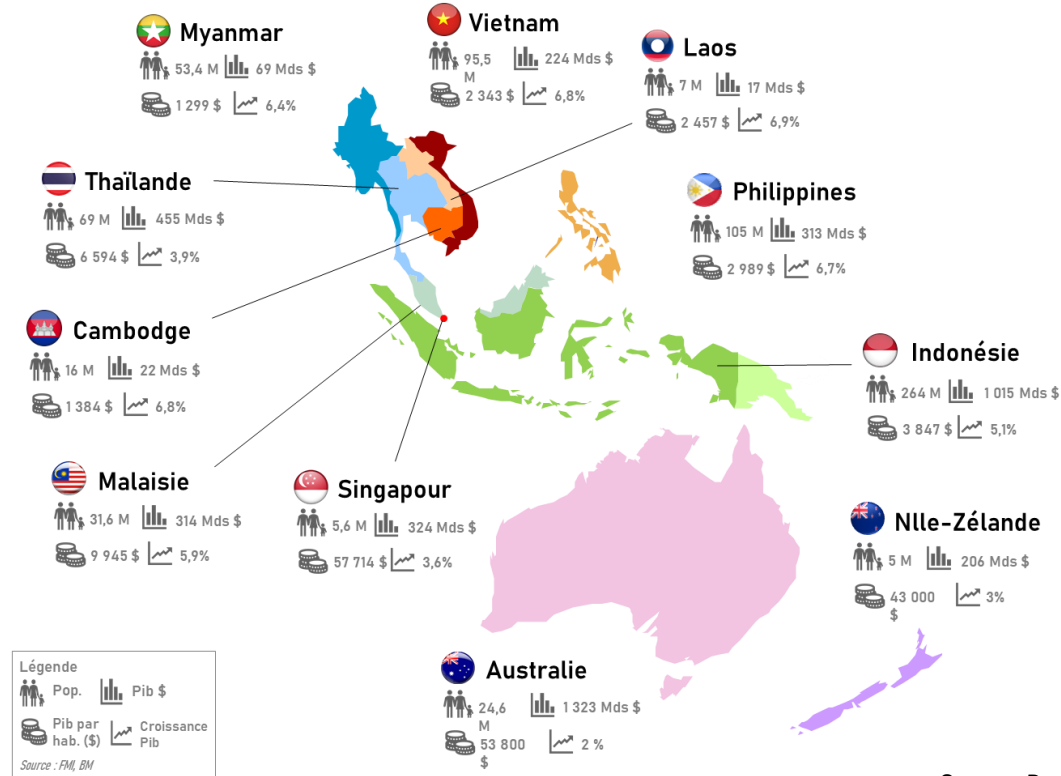 Myanmar
53,4 M 69 Mds $
1 299 $ 6,4%
Vietnam
95,5
M
224 Mds $
2 343 $ 6,8%
Laos
7 M 17 Mds $
2 457 $ 6,9%
Thaïlande
69 M 455 Mds $
6 594 $ 3,9%
Philippines
105 M 313 Mds $
2 989 $ 6,7%
Cambodge
16 M 22 Mds $
1 384 $ 6,8%
Indonésie
264 M 1 015 Mds $
3 847 $ 5,1%
Malaisie
31,6 M 314 Mds $
9 945 $ 5,9%
Singapour
5,6 M 324 Mds $
57 714 $ 3,6%
Nlle-Zélande
5 M 206 Mds $
43 000
$
3%
Australie
24,6
M
1 323 Mds $
53 800
$
2 %
Légende
Pop. Pib $
Pib par
hab. ($)
Croissance
Pib
Source : FMI, BM